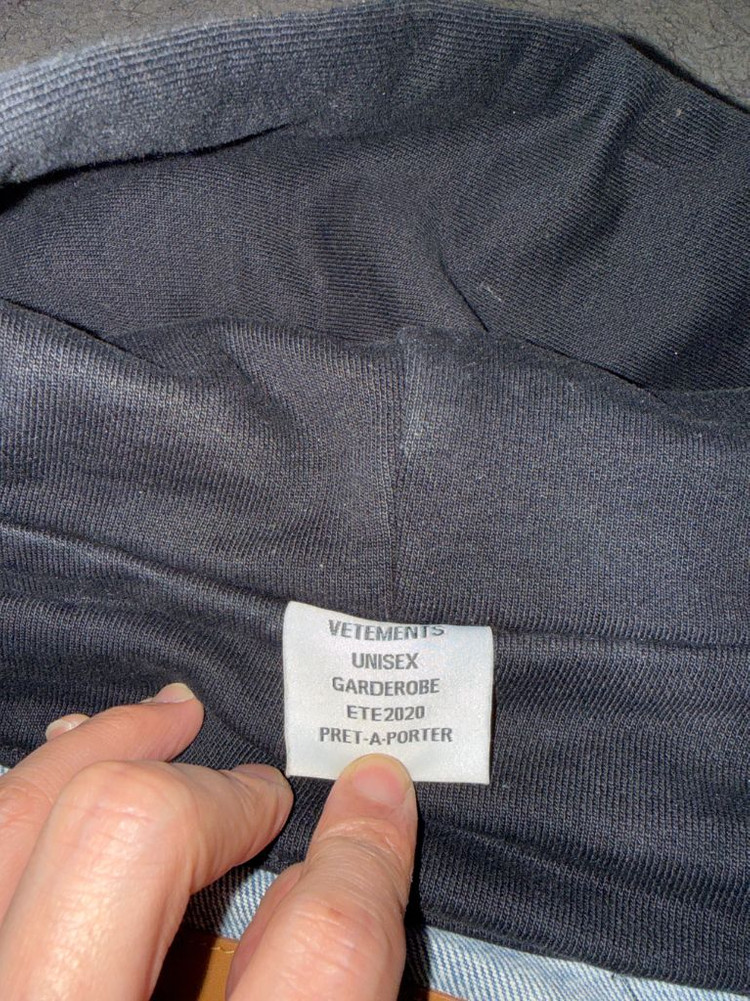 VETEMENTS
UNISEX
GARDEROBE
ETE2020
PRET-A-PORTER